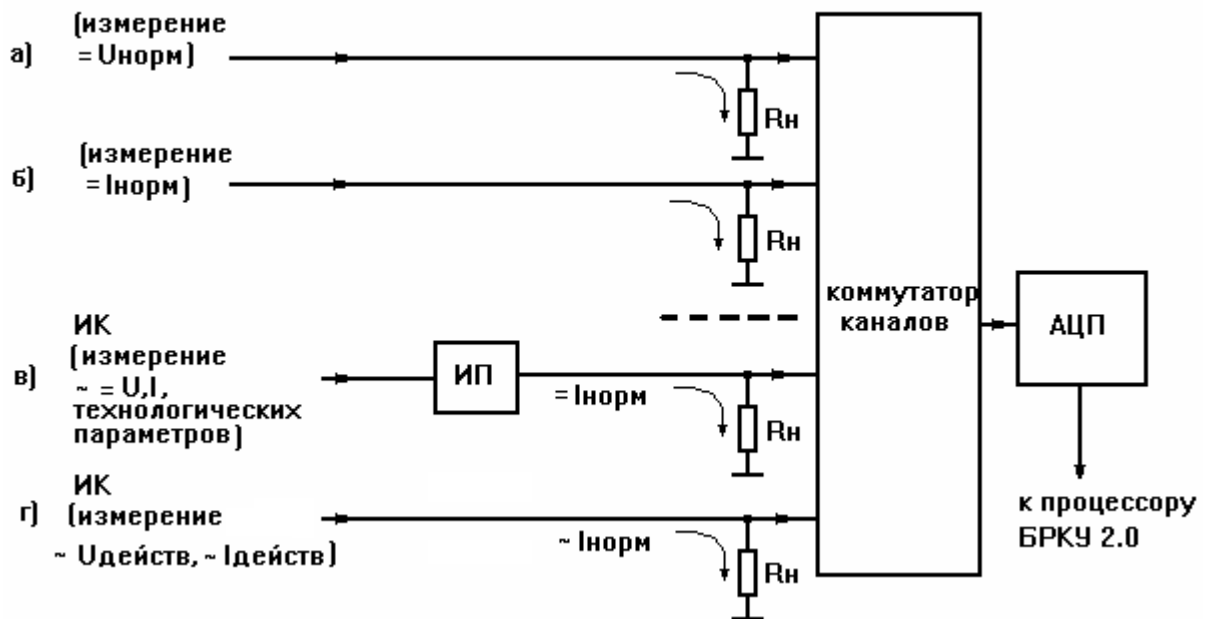 а) (измерение
= Uнорм)
Rн
б) (измерение
= Iнорм)
Rн
коммутатор
каналов
АЦП
к процессору
БРКУ 2.0
ИК
в) (измерение
~ = U,I,
технологических
параметров)
ИП
= Iнорм
Rн
ИК
г) (измерение
~ Uдейств, ~ Iдейств)
~ Iнорм
Rн